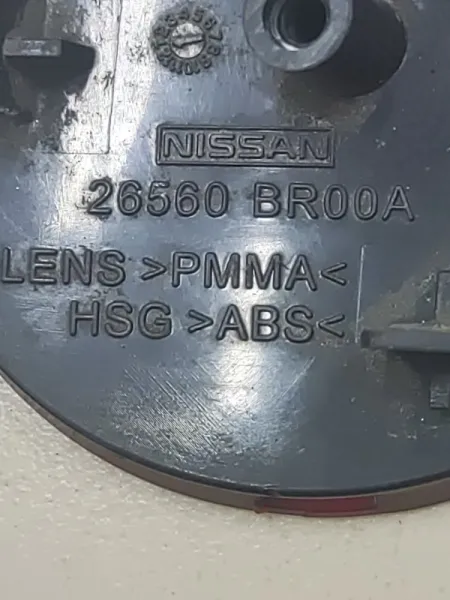 NISSAN
26560 BR00A
LENS >PMMA<
HSG >ABS<